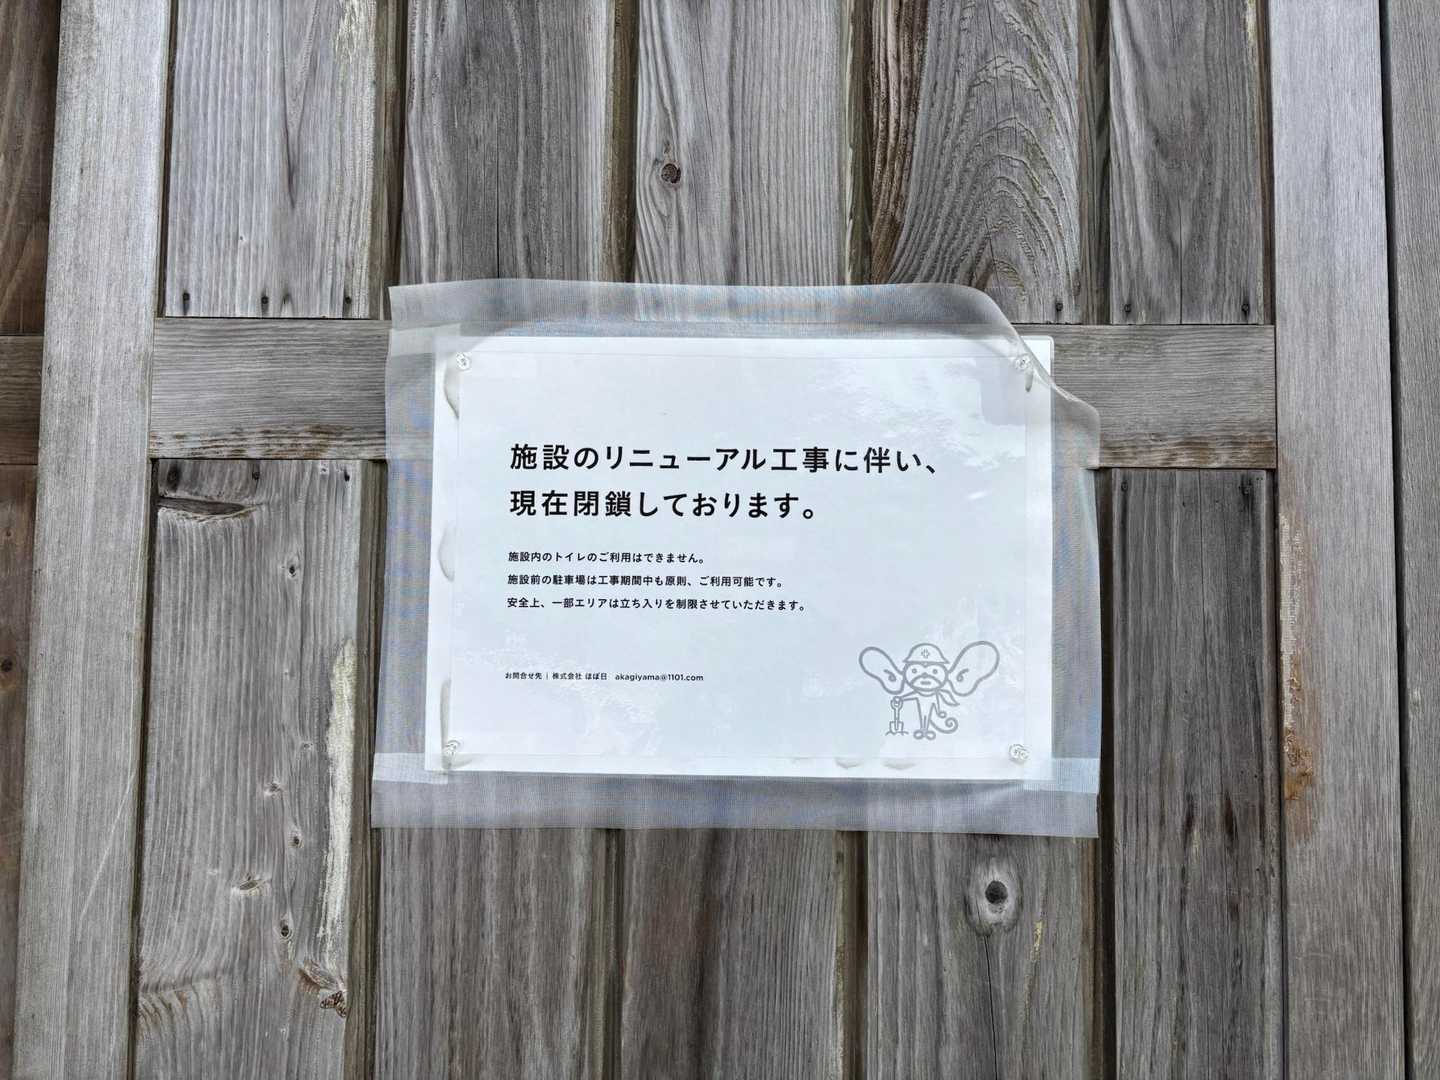 施設のリニューアル工事に伴い、
現在閉鎖しております。
施設内のトイレのご利用はできません。
施設前の駐車場は工事期間中も原則、ご利用可能です。
安全上、一部エリアは立ち入りを制限させていただきます。
お問合せ先 | 株式会社 ほぼ日 akagiyama@1101.com